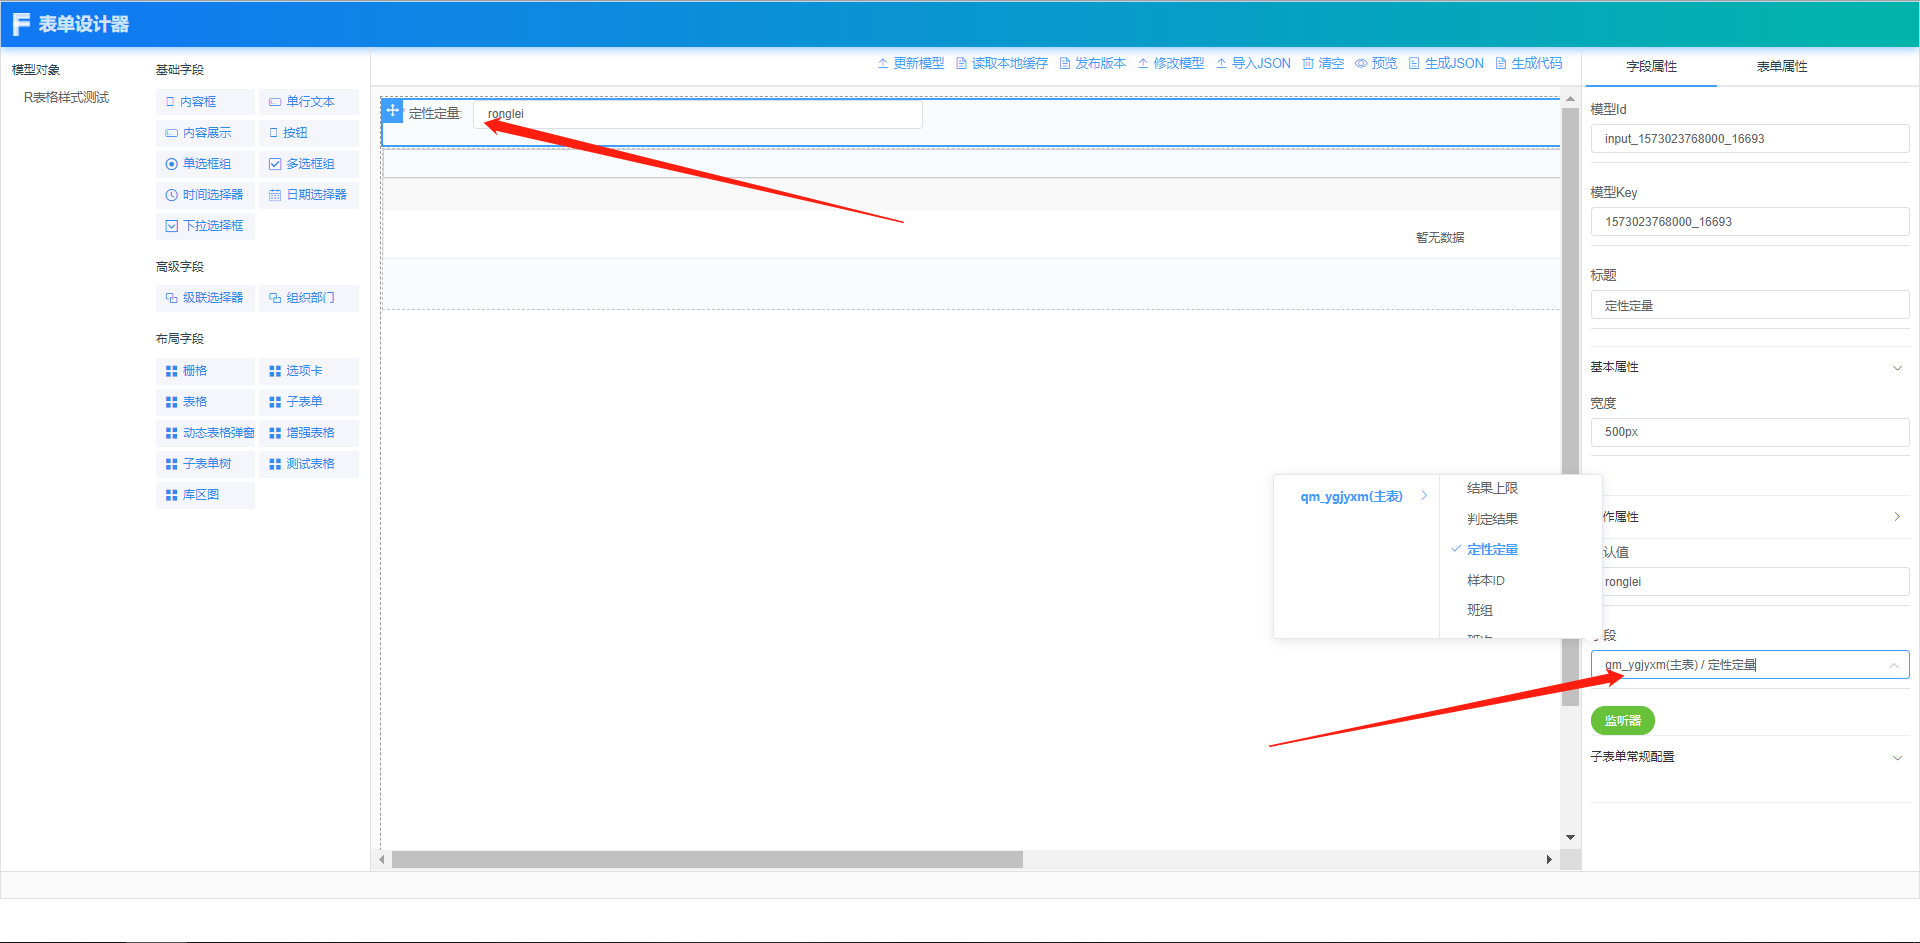 表单设计器
模型对象
R表格样式测试
基础字段
内容框
单行文本
内容展示
按钮
单选框组
多选框组
时间选择器
日期选择器
下拉选择框
高级字段
级联选择器
组织部门
布局字段
栅格
选项卡
表格
子表单
动态表格弹窗
增强表格
子表单树
测试表格
库区图
更新模型
读取本地缓存
发布版本
修改模型
导入JSON
清空
预览
生成JSON
生成代码
定性定量:
ronglei
暂无数据
qm_ygjyxm(主表)
结果上限
判定结果
定性定量
样本ID
班组
字段属性
表单属性
模型Id
input_1573023768000_16693
模型Key
1573023768000_16693
标题
定性定量
基本属性
宽度
500px
作属性
认值
ronglei
段
qm_ygjyxm(主表) / 定性定量
监听器
子表单常规配置